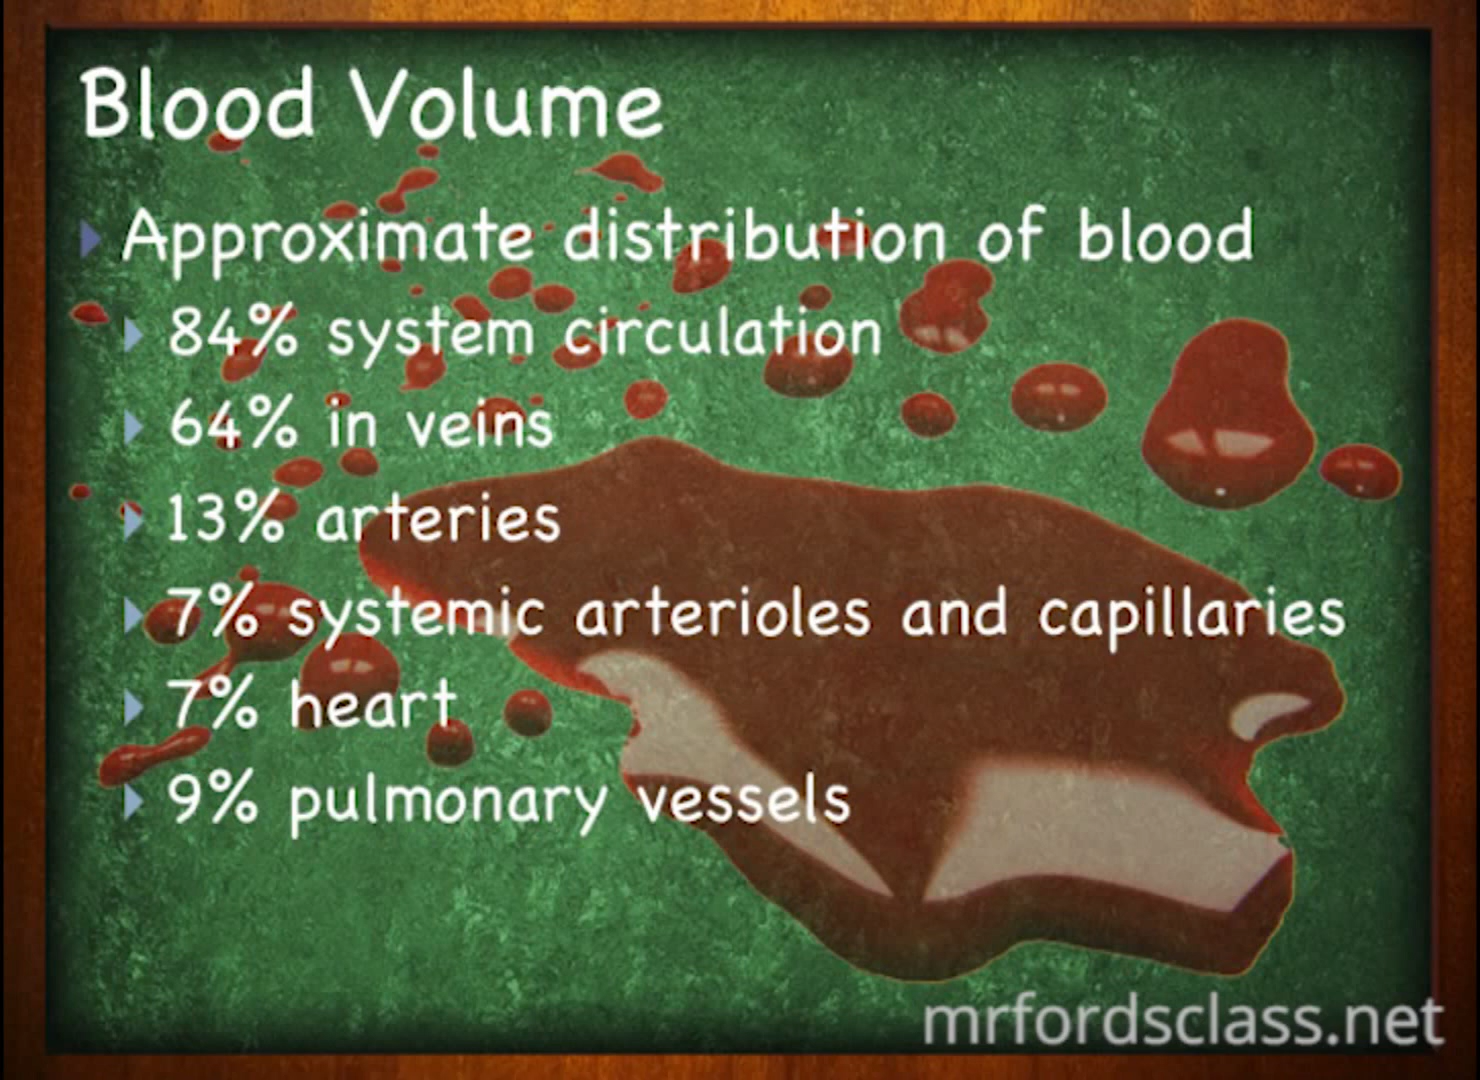 Blood Volume
Approximate distribution of blood
84% system circulation
64% in veins
13% arteries
7% systemic arterioles and capillaries
7% heart
9% pulmonary vessels
mrfordsclass.net